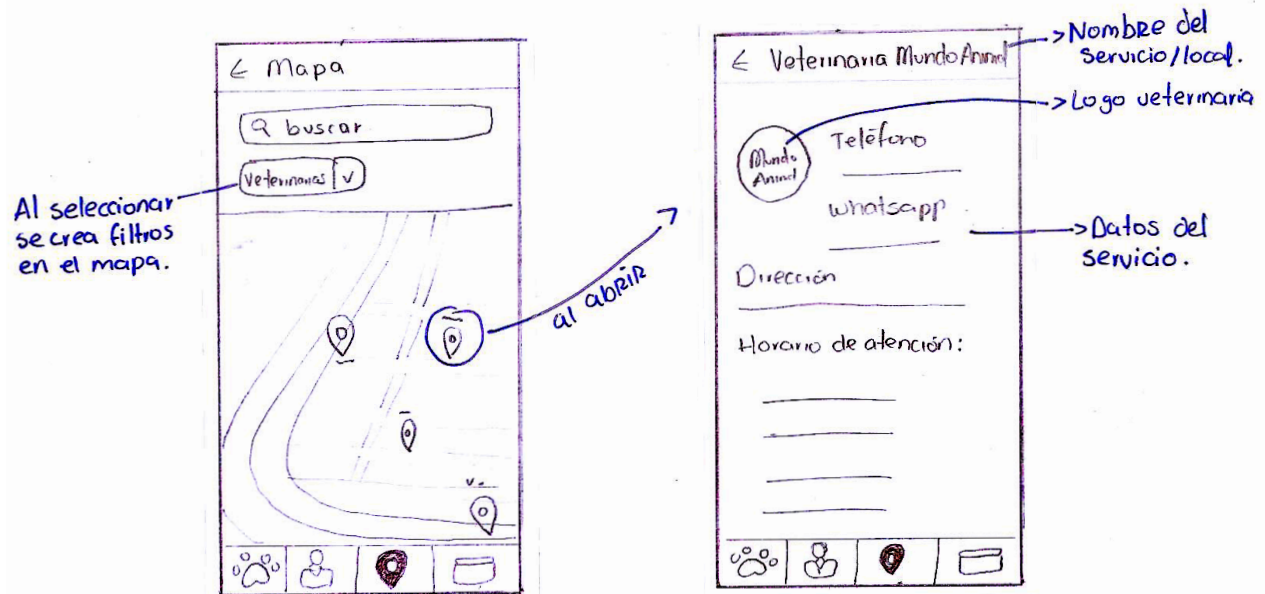 Mapa
buscar
Veterinarias
Al seleccionar
se crea filtros
en el mapa.
al abrir
Veterinaria Mundo Animal
Mundo
Animal
Teléfono
Whatsapp
Dirección
Horario de atención:
Nombre del
servicio/local.
Logo veterinaria
Datos del
servicio.